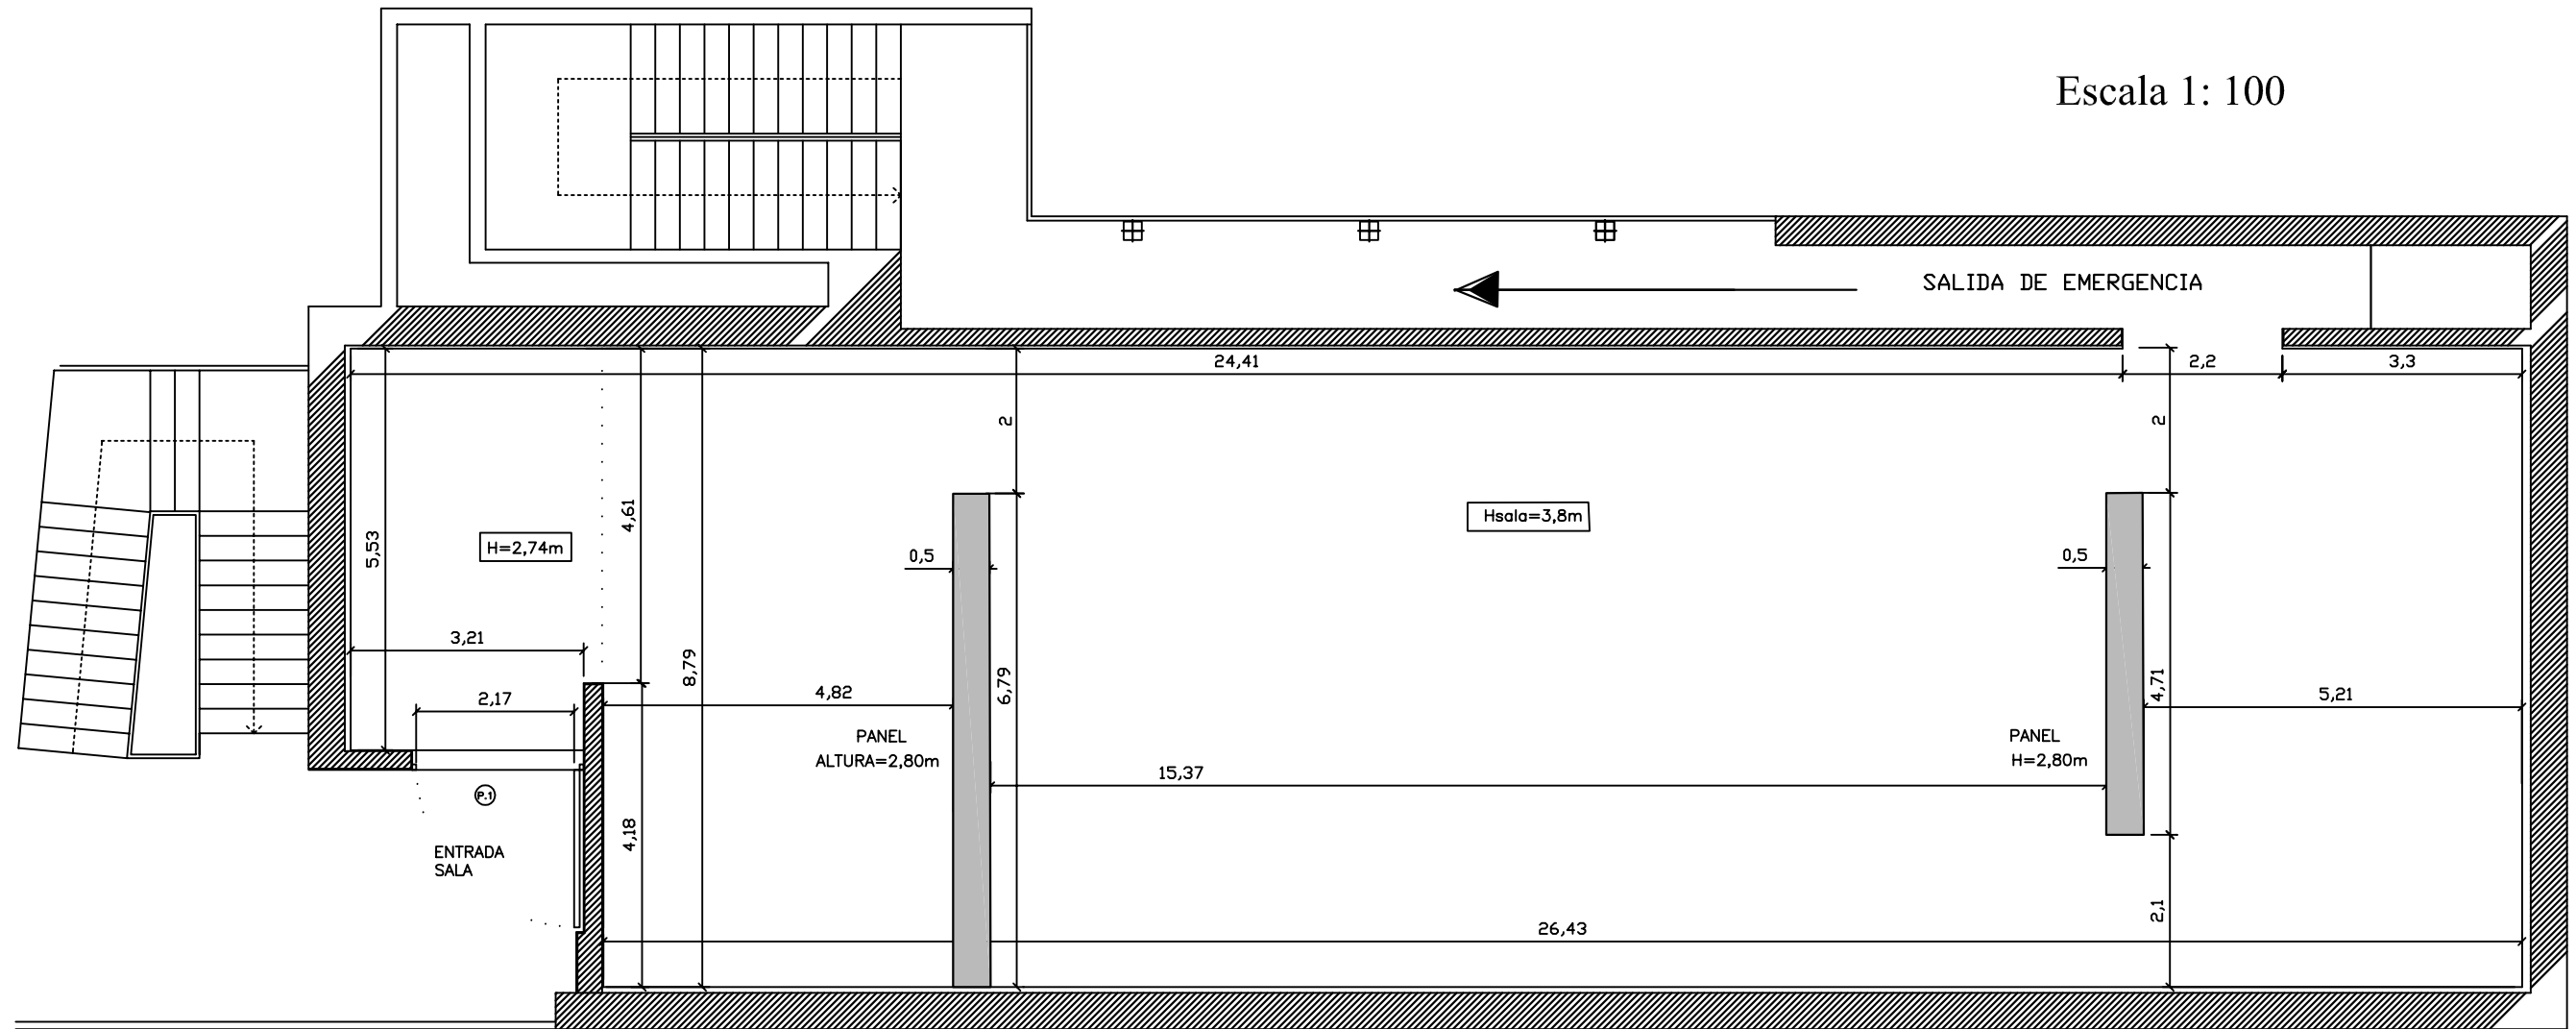 Escala 1: 100
SALIDA DE EMERGENCIA
24,41
2,2
3,3
2
2
4,61
5,53
H=2,74m
Hsala=3,8m
0,5
0,5
3,21
8,79
6,79
4,71
2,17
4,82
5,21
PANEL
ALTURA=2,80m
PANEL
H=2,80m
15,37
P.1
4,18
ENTRADA
SALA
2,1
26,43